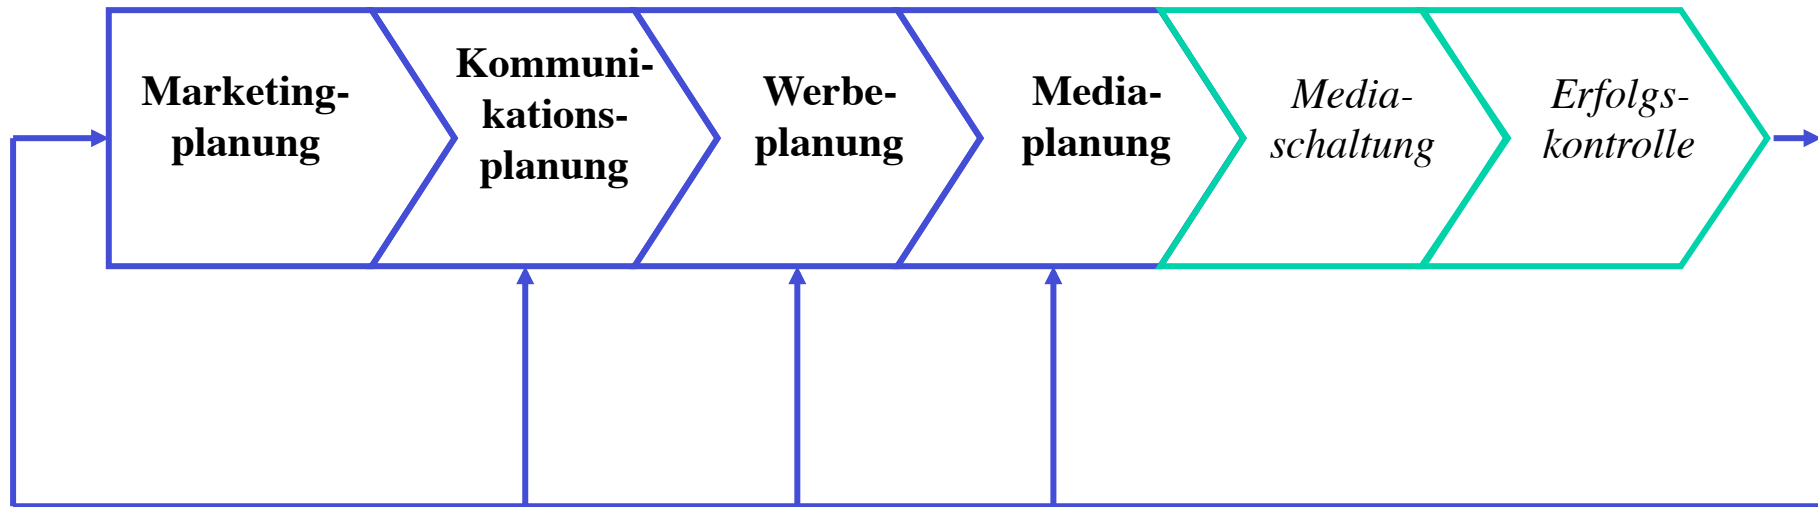 Marketing-
planung
Kommuni-
kations-
planung
Werbe-
planung
Media-
planung
Media-
schaltung
Erfolgs-
kontrolle